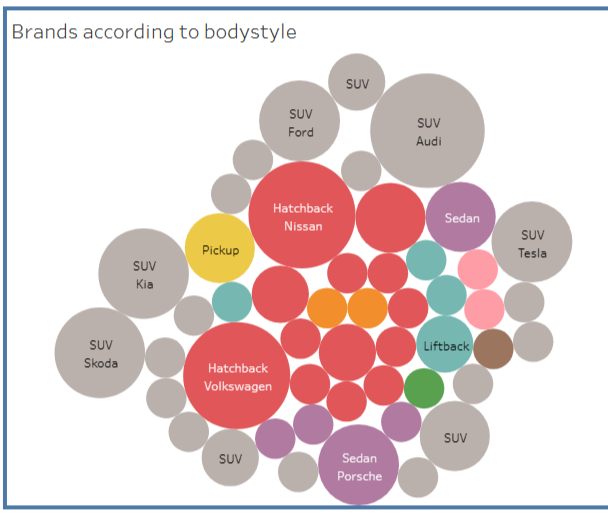 Brands according to bodystyle
SUV
SUV
Ford
SUV
Audi
Hatchback
Nissan
Sedan
Pickup
SUV
Tesla
SUV
Kia
SUV
Skoda
Liftback
Hatchback
Volkswagen
SUV
SUV
Sedan
Porsche